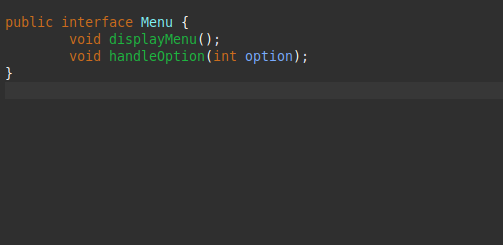 public interface Menu {
        void displayMenu();
        void handleOption(int option);
}